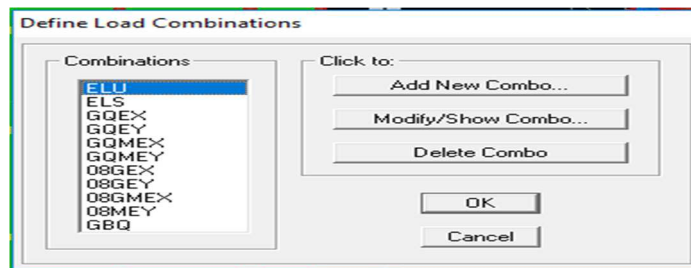 Define Load Combinations
Combinations
ELU
ELS
GQEX
GQEY
GQMEX
GQMEY
08GEX
08GEY
08GMEX
08MEY
GBQ
Click to:
Add New Combo...
Modify/Show Combo...
Delete Combo
OK
Cancel